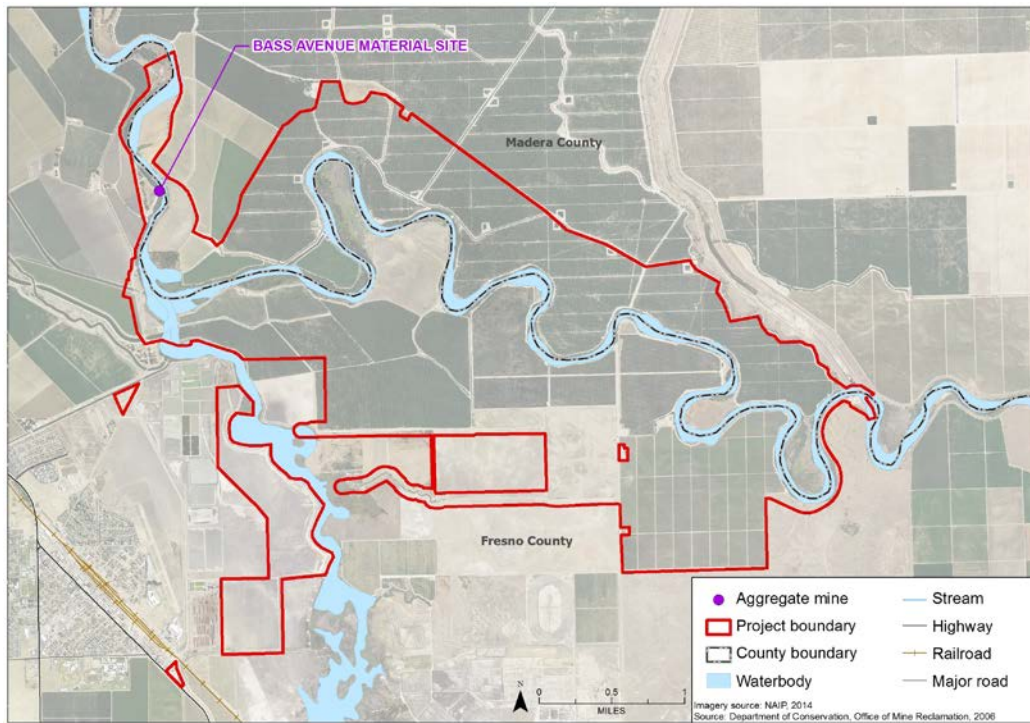 BASS AVENUE MATERIAL SITE
Madera County
Fresno County
Aggregate mine
Project boundary
County boundary
Waterbody
Stream
Highway
Railroad
Major road
N
0 0.5 1
MILES
Imagery source: NAIP, 2014
Source: Department of Conservation, Office of Mine Reclamation, 2006